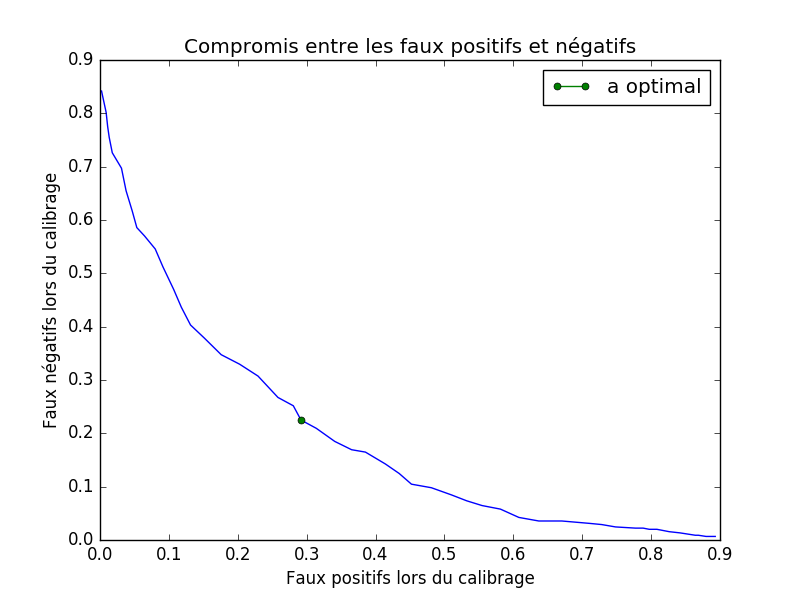 Compromis entre les faux positifs et négatifs
a optimal
Faux négatifs lors du calibrage
0.9
0.8
0.7
0.6
0.5
0.4
0.3
0.2
0.1
0.0
0.0 0.1 0.2 0.3 0.4 0.5 0.6 0.7 0.8 0.9
Faux positifs lors du calibrage